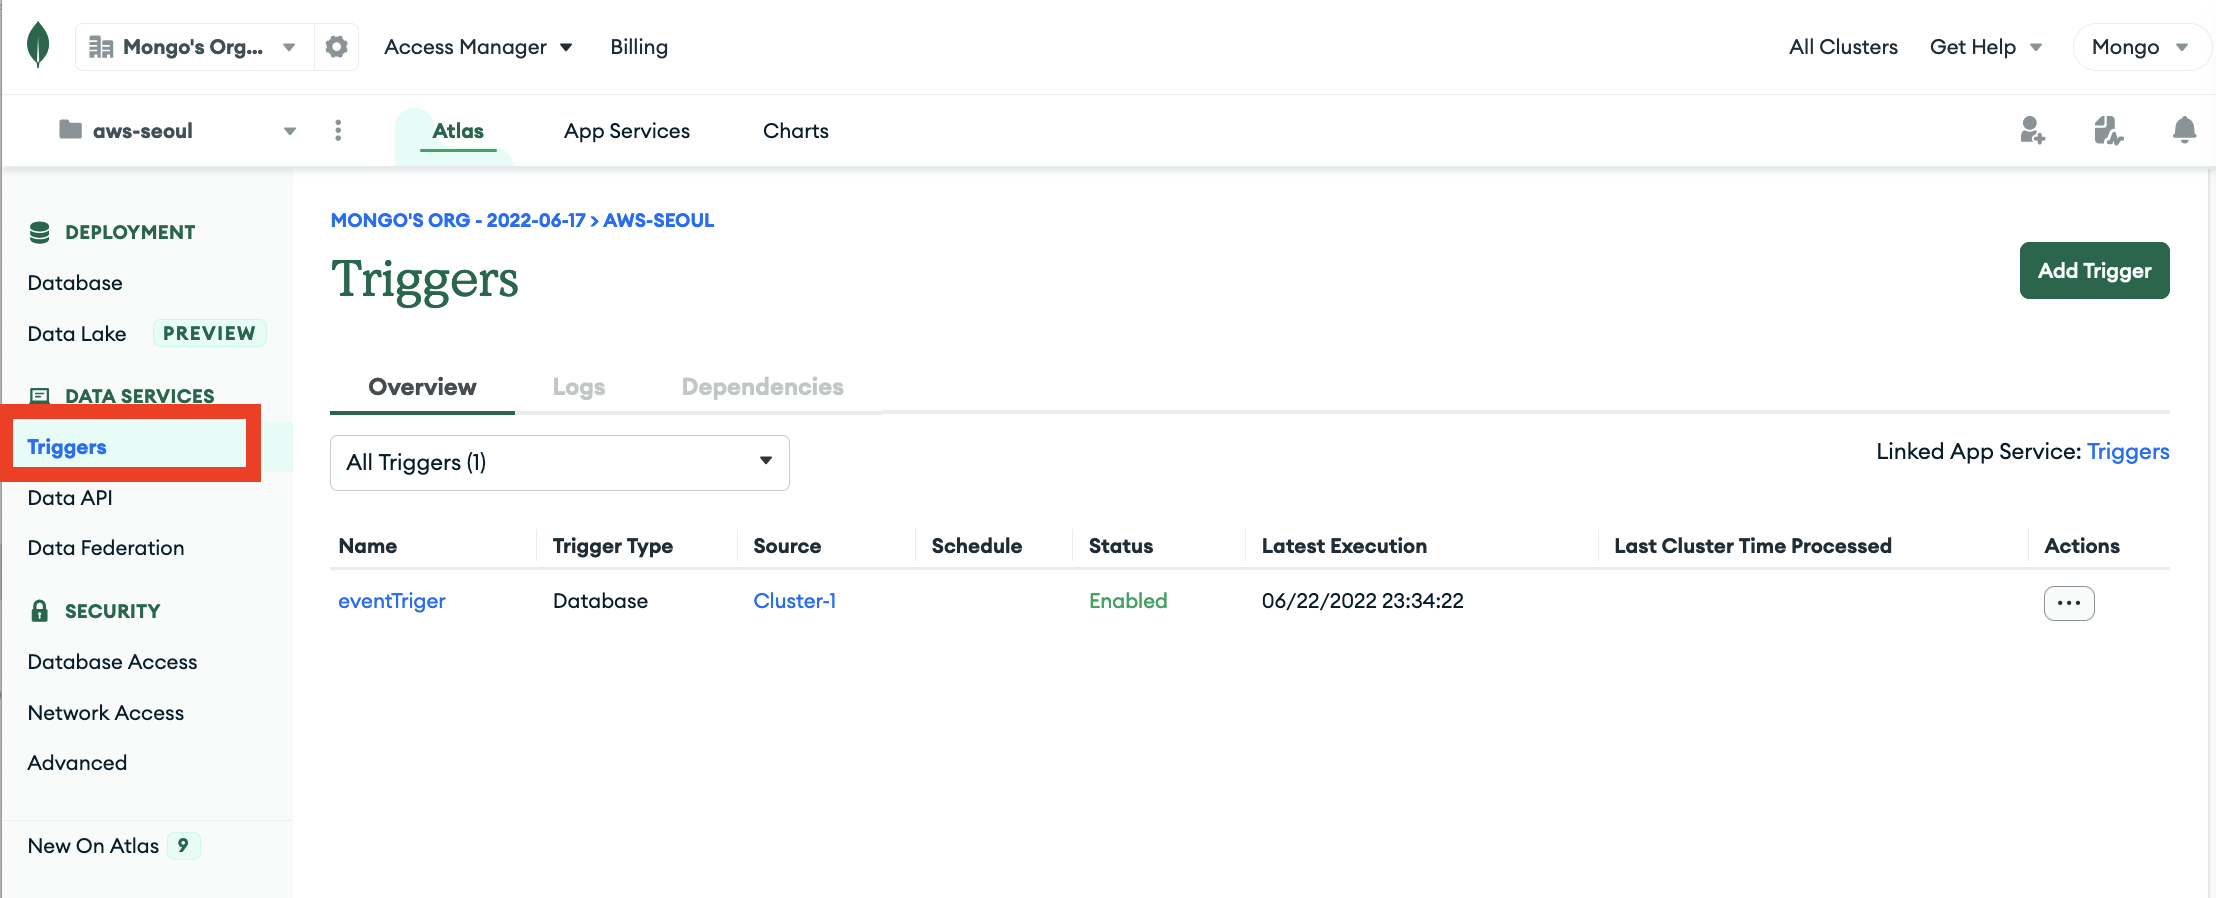 Mongo's Org... Access Manager Billing All Clusters Get Help Mongo
aws-seoul Atlas App Services Charts
DEPLOYMENT
Database
Data Lake PREVIEW
DATA SERVICES
Triggers
Data API
Data Federation
SECURITY
Database Access
Network Access
Advanced
New On Atlas 9
MONGO'S ORG - 2022-06-17 > AWS-SEOUL
Triggers
Add Trigger
Overview Logs Dependencies
All Triggers (1)
Linked App Service: Triggers
Name Trigger Type Source Schedule Status Latest Execution Last Cluster Time Processed Actions
eventTriger Database Cluster-1 Enabled 06/22/2022 23:34:22